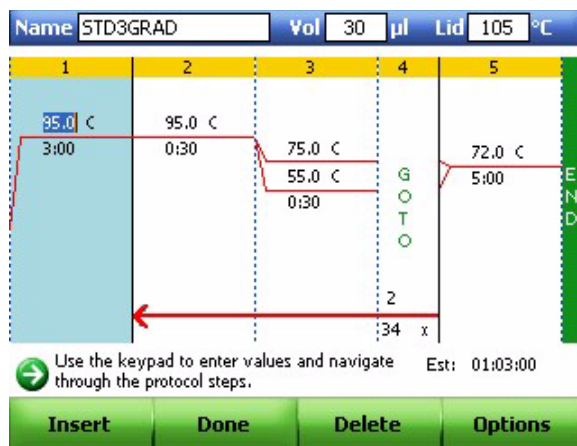 Name STD3GRAD Vol 30 µl Lid 105 °C
1 2 3 4 5
95.0 C 95.0 C
3:00 0:30
75.0 C
55.0 C
0:30
GOTO
72.0 C
5:00
END
2
34 x
Use the keypad to enter values and navigate
through the protocol steps.
Est: 01:03:00
Insert Done Delete Options